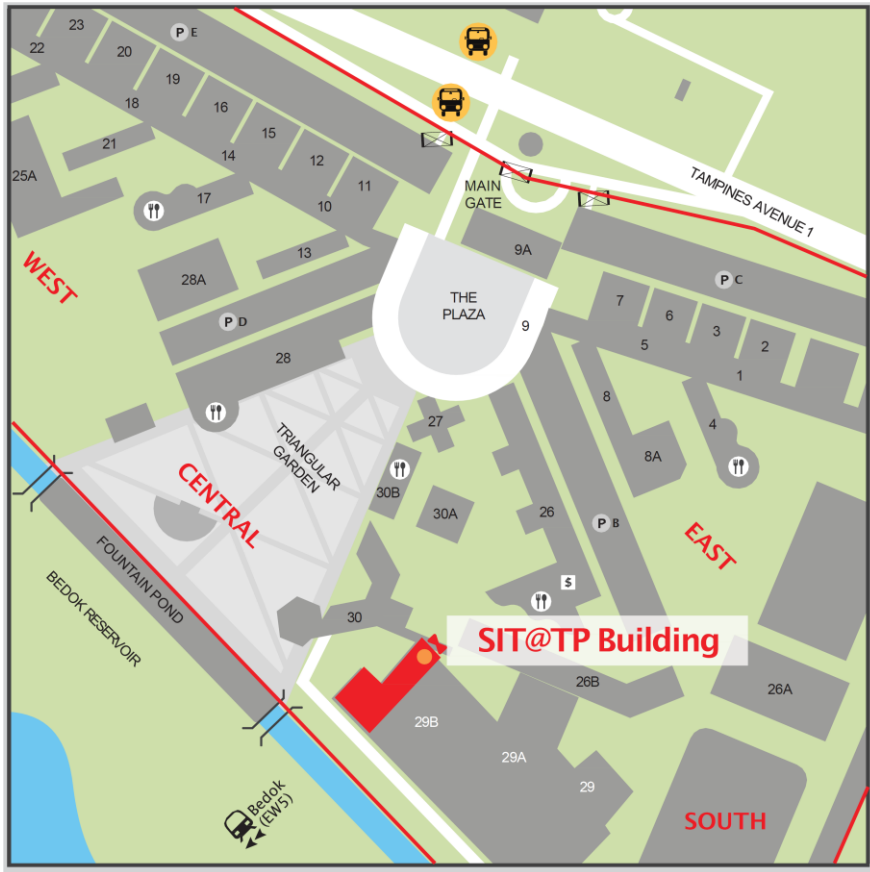 23
P E
22
20
19
18
16
21
15
14
12
25A
11
17
10
MAIN
GATE
TAMPINES AVENUE 1
9A
13
WEST
28A
P C
THE
PLAZA
7
6
3
2
9
5
1
P D
28
8
4
27
TRIANGULAR
GARDEN
8A
CENTRAL
30B
30A
26
P B
EAST
FOUNTAIN POND
BEDOK RESERVOIR
$
30
SIT@TP Building
26B
26A
29B
29A
29
SOUTH
Bedok
(EW5)